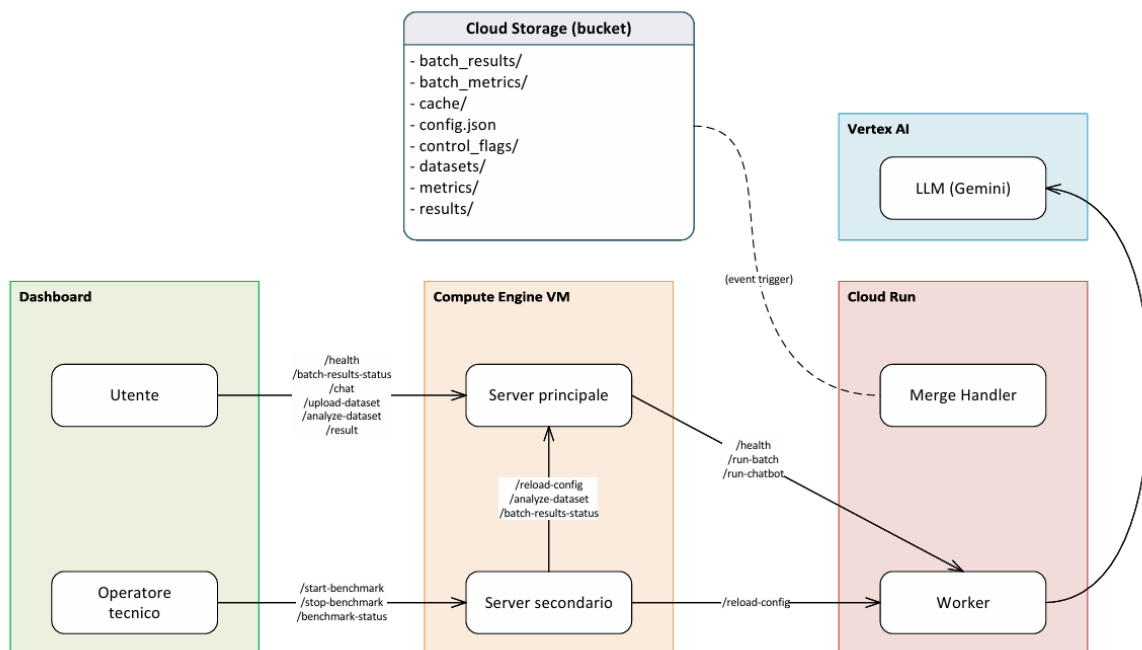 Cloud Storage (bucket)
- batch_results/
- batch_metrics/
- cache/
- config.json
- control_flags/
- datasets/
- metrics/
- results/
Vertex AI
LLM (Gemini)
(event trigger)
Dashboard
Utente
Operatore
tecnico
/health
/batch-results-status
/chat
/upload-dataset
/analyze-dataset
/result
/start-benchmark
/stop-benchmark
/benchmark-status
Compute Engine VM
Server principale
/reload-config
/analyze-dataset
/batch-results-status
Server secondario
/health
/run-batch
/run-chatbot
/reload-config
Cloud Run
Merge Handler
Worker